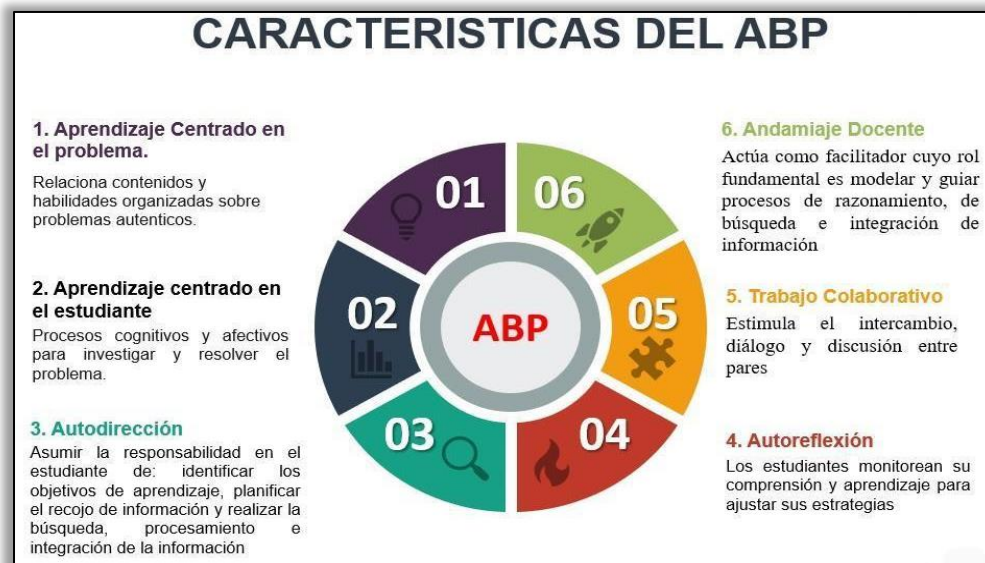 CARACTERISTICAS DEL ABP
1. Aprendizaje Centrado en
el problema.
Relaciona contenidos y
habilidades organizadas sobre
problemas autenticos.
2. Aprendizaje centrado en
el estudiante
Procesos cognitivos y afectivos
para investigar y resolver el
problema.
3. Autodirección
Asumir la responsabilidad en el
estudiante de: identificar los
objetivos de aprendizaje, planificar
el recojo de información y realizar la
búsqueda, procesamiento e
integración de la información
01
06
02
ABP
05
03
04
6. Andamiaje Docente
Actúa como facilitador cuyo rol
fundamental es modelar y guiar
procesos de razonamiento, de
búsqueda e integración de
información
5. Trabajo Colaborativo
Estimula el intercambio,
diálogo y discusión entre
pares
4. Autoreflexión
Los estudiantes monitorean su
comprensión y aprendizaje para
ajustar sus estrategias